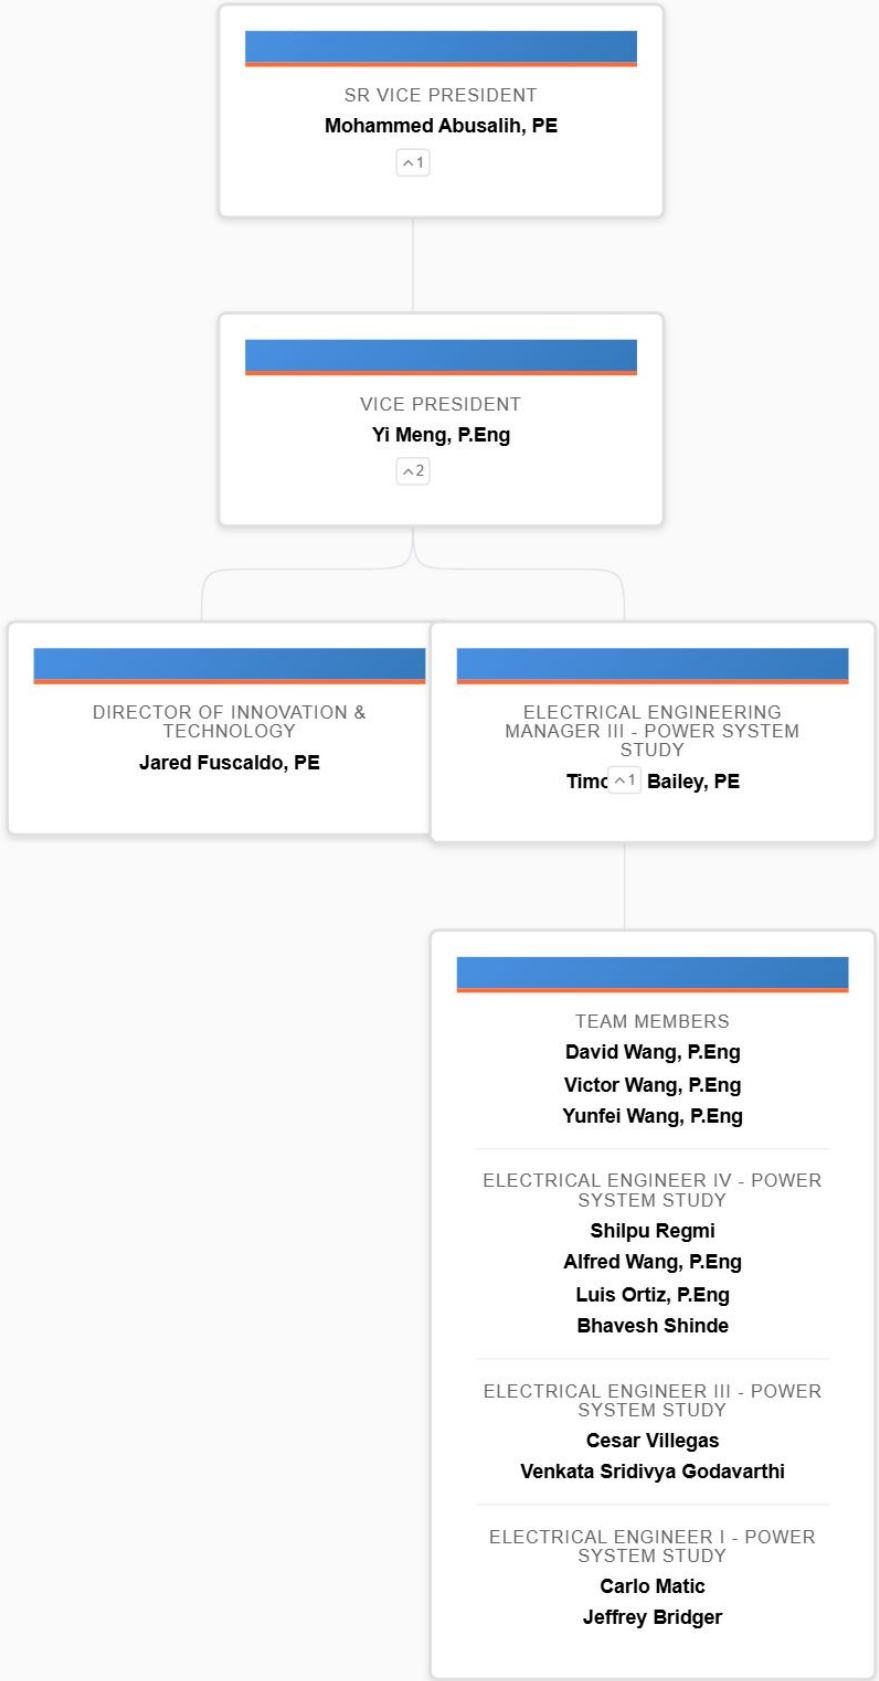 SR VICE PRESIDENT
Mohammed Abusalih, PE
1
VICE PRESIDENT
Yi Meng, P.Eng
2
DIRECTOR OF INNOVATION &
TECHNOLOGY
Jared Fuscaldo, PE
ELECTRICAL ENGINEERING
MANAGER III - POWER SYSTEM
STUDY
1 Bailey, PE
TEAM MEMBERS
David Wang, P.Eng
Victor Wang, P.Eng
Yunfei Wang, P.Eng
ELECTRICAL ENGINEER IV - POWER
SYSTEM STUDY
Shilpu Regmi
Alfred Wang, P.Eng
Luis Ortiz, P.Eng
Bhavesh Shinde
ELECTRICAL ENGINEER III - POWER
SYSTEM STUDY
Cesar Villegas
Venkata Sridivya Godavarthi
ELECTRICAL ENGINEER I - POWER
SYSTEM STUDY
Carlo Matic
Jeffrey Bridger